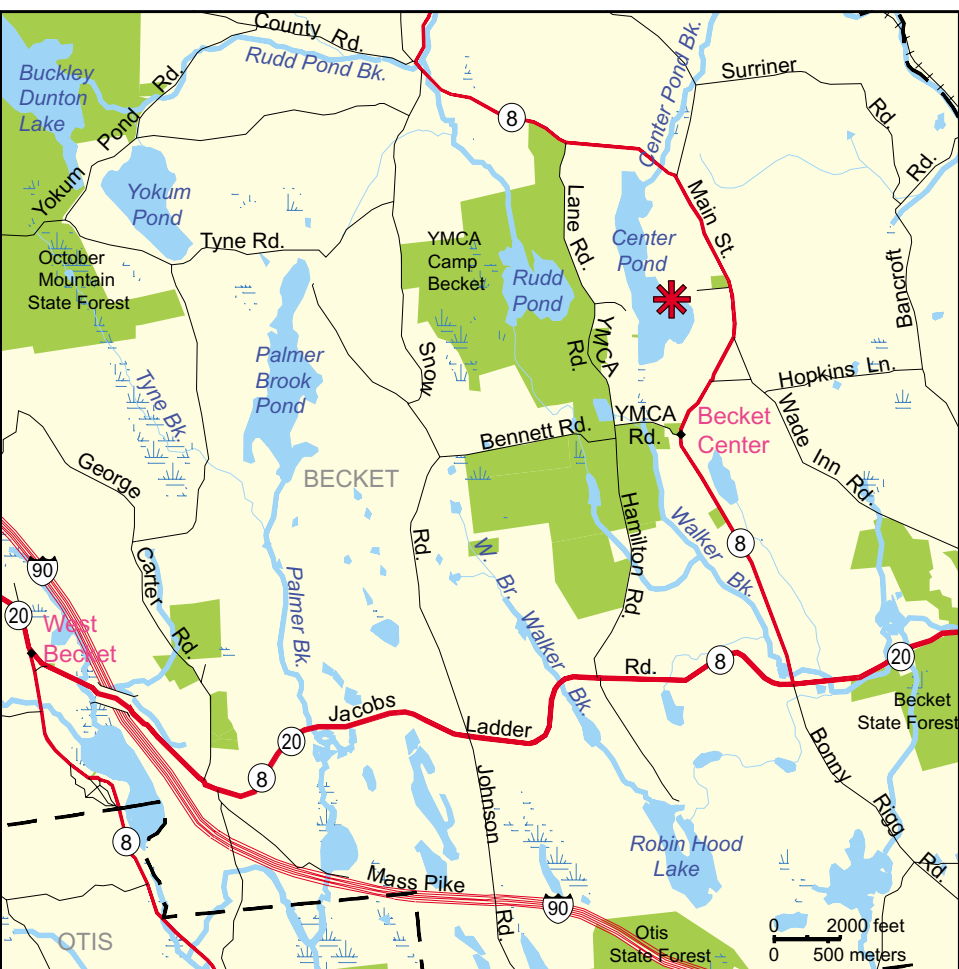 County Rd.
Rudd Pond Bk.
Center Pond Bk.
Surriner
Rd.
Rd.
Buckley
Dunton
Lake
Yokum Pond Rd.
8
Yokum
Pond
Tyne Rd.
October
Mountain
State Forest
YMCA
Camp
Becket
Rudd
Pond
Lane Rd.
Center
Pond
Main St.
Bancroft
Palmer
Brook
Pond
Snow
YMCA
Rd.
Hopkins Ln.
Tyne Bk.
Bennett Rd.
YMCA
Rd.
Becket
Center
Wade Inn Rd.
George
BECKET
Carter Rd.
Rd.
Hamilton Rd.
Walker Bk.
8
90
20
West
Becket
Palmer Bk.
W. Br. Walker Bk.
Rd.
8
20
Becket
State Forest
Jacobs
Ladder
20
8
Johnson
Rd.
Bonny Rigg Rd.
8
Robin Hood
Lake
Mass Pike
90
OTIS
Otis
State Forest
0 2000 feet
0 500 meters